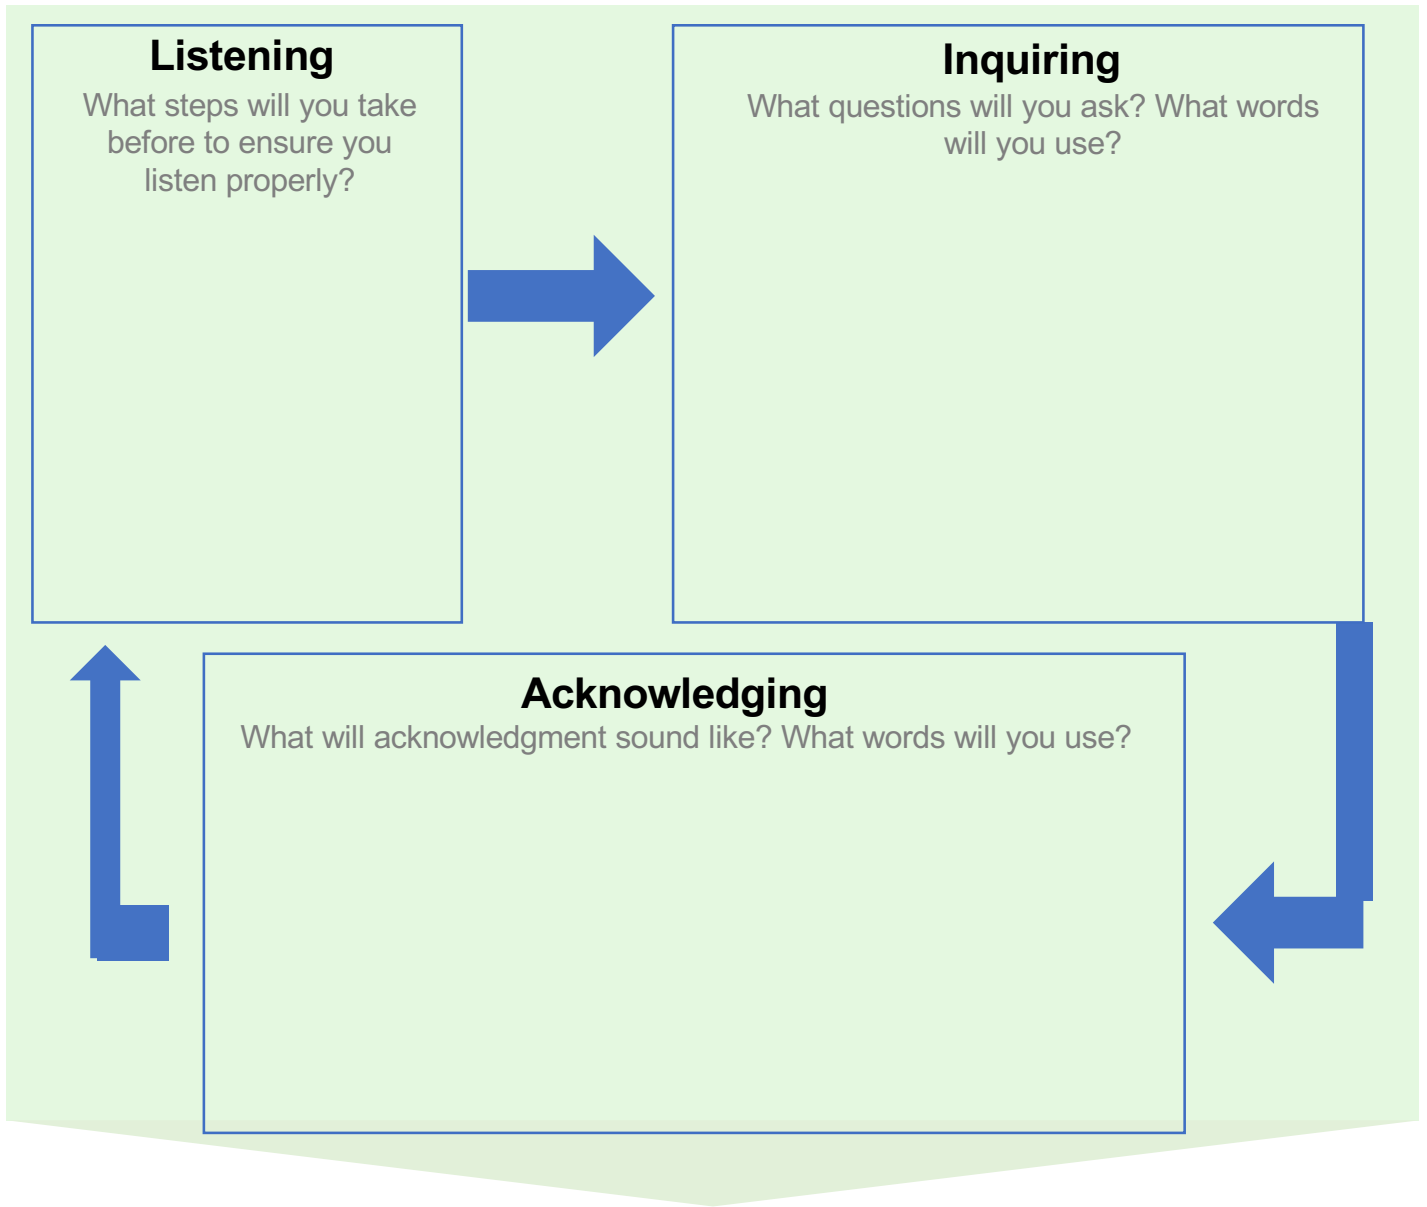 Listening
What steps will you take
before to ensure you
listen properly?
Inquiring
What questions will you ask? What words
will you use?
Acknowledging
What will acknowledgment sound like? What words will you use?